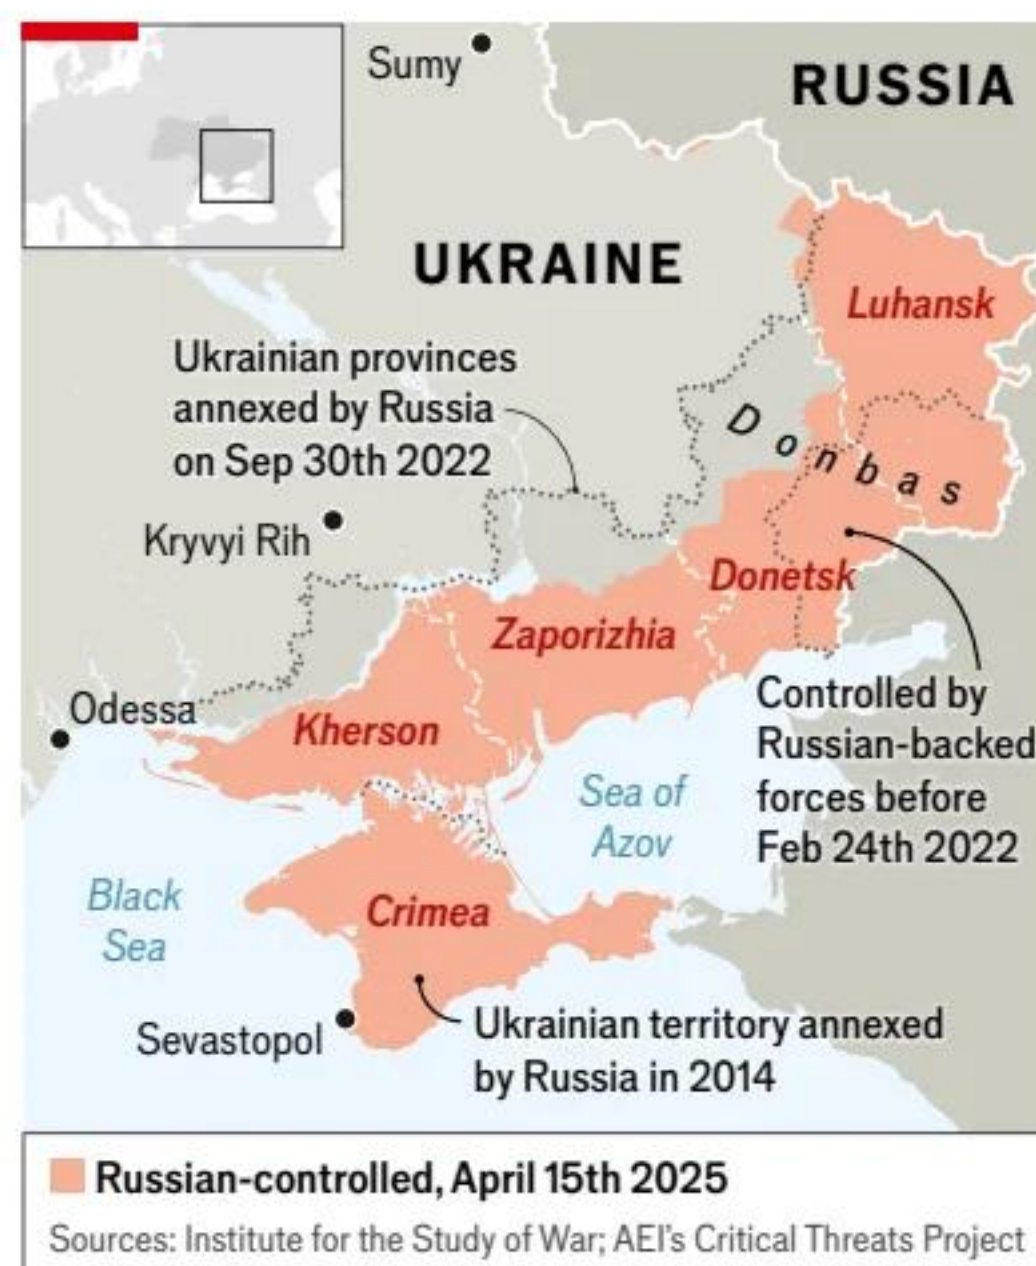 Sumy
RUSSIA
UKRAINE
Luhansk
Ukrainian provinces
annexed by Russia
on Sep 30th 2022
Donbas
Kryvyi Rih
Donetsk
Zaporizhia
Odessa
Kherson
Controlled by
Russian-backed
forces before
Feb 24th 2022
Sea of
Azov
Black
Sea
Crimea
Sevastopol
Ukrainian territory annexed
by Russia in 2014
Russian-controlled, April 15th 2025
Sources: Institute for the Study of War; AEI's Critical Threats Project